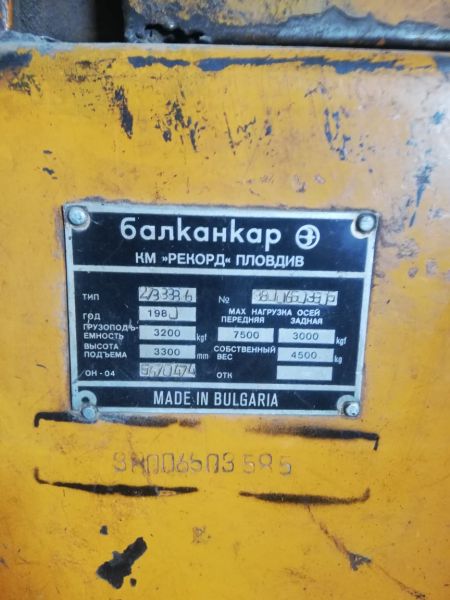 балканкар
КМ »РЕКОРД« ПЛОВДИВ
ТИП №
ГОД 198
МАХ НАГРУЗКА ОСЕЙ
ГРУЗОПОДЪ-
ЕМНОСТЬ 3200 kgf
ПЕРЕДНЯЯ ЗАДНАЯ
7500 3000 kgf
ВЫСОТА
ПОДЪЕМА 3300 mm
СОБСТВЕННЫЙ
ВЕС 4500 kg
ОН - 04 ОТК
MADE IN BULGARIA